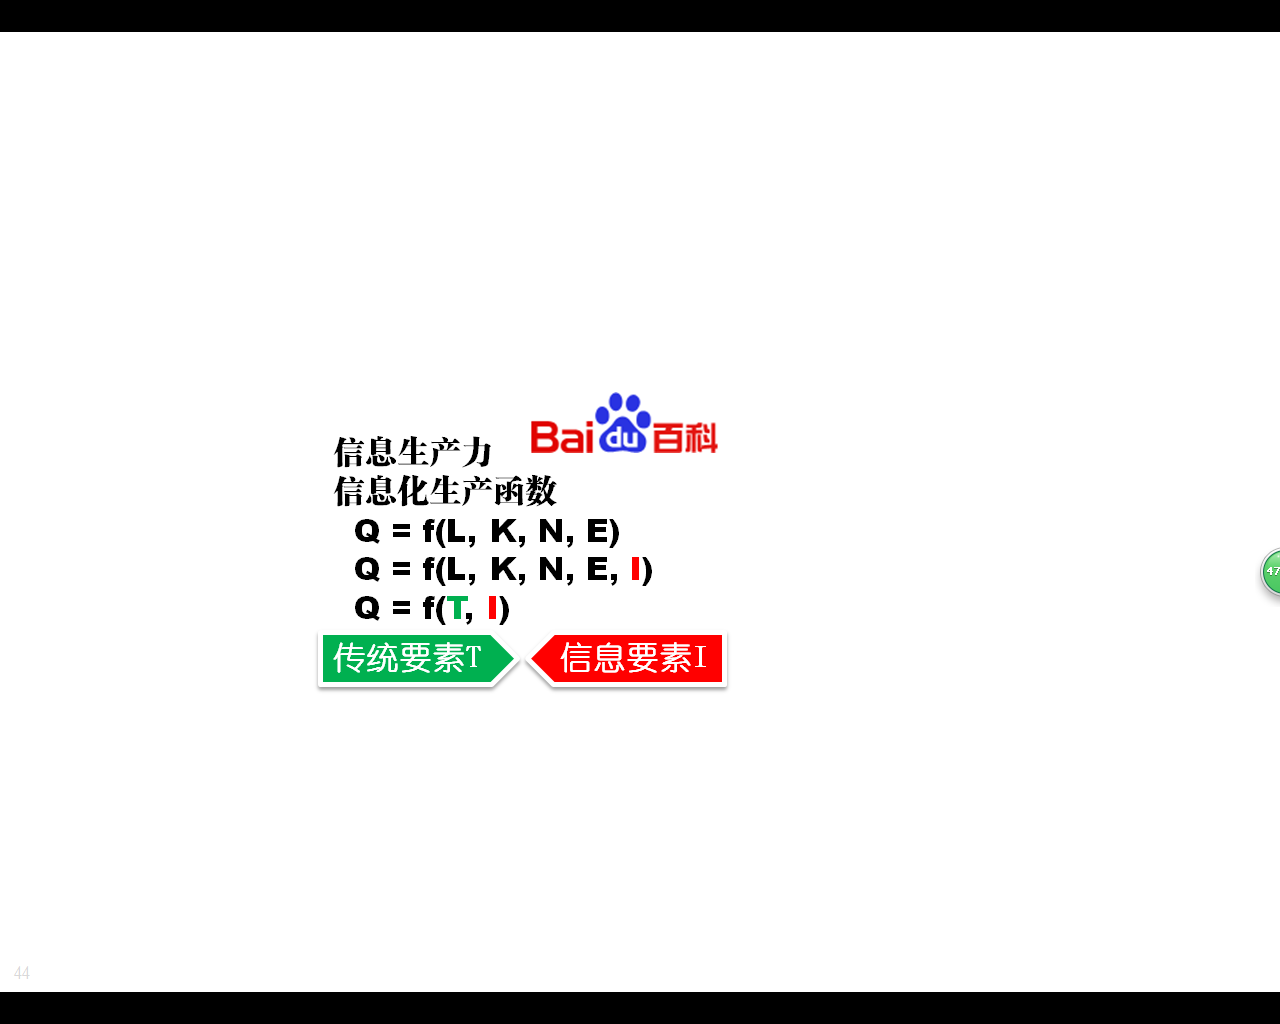 Baidu百科
信息生产力
信息化生产函数
Q = f(L, K, N, E)
Q = f(L, K, N, E, I)
Q = f(T, I)
传统要素T
信息要素I
47
44